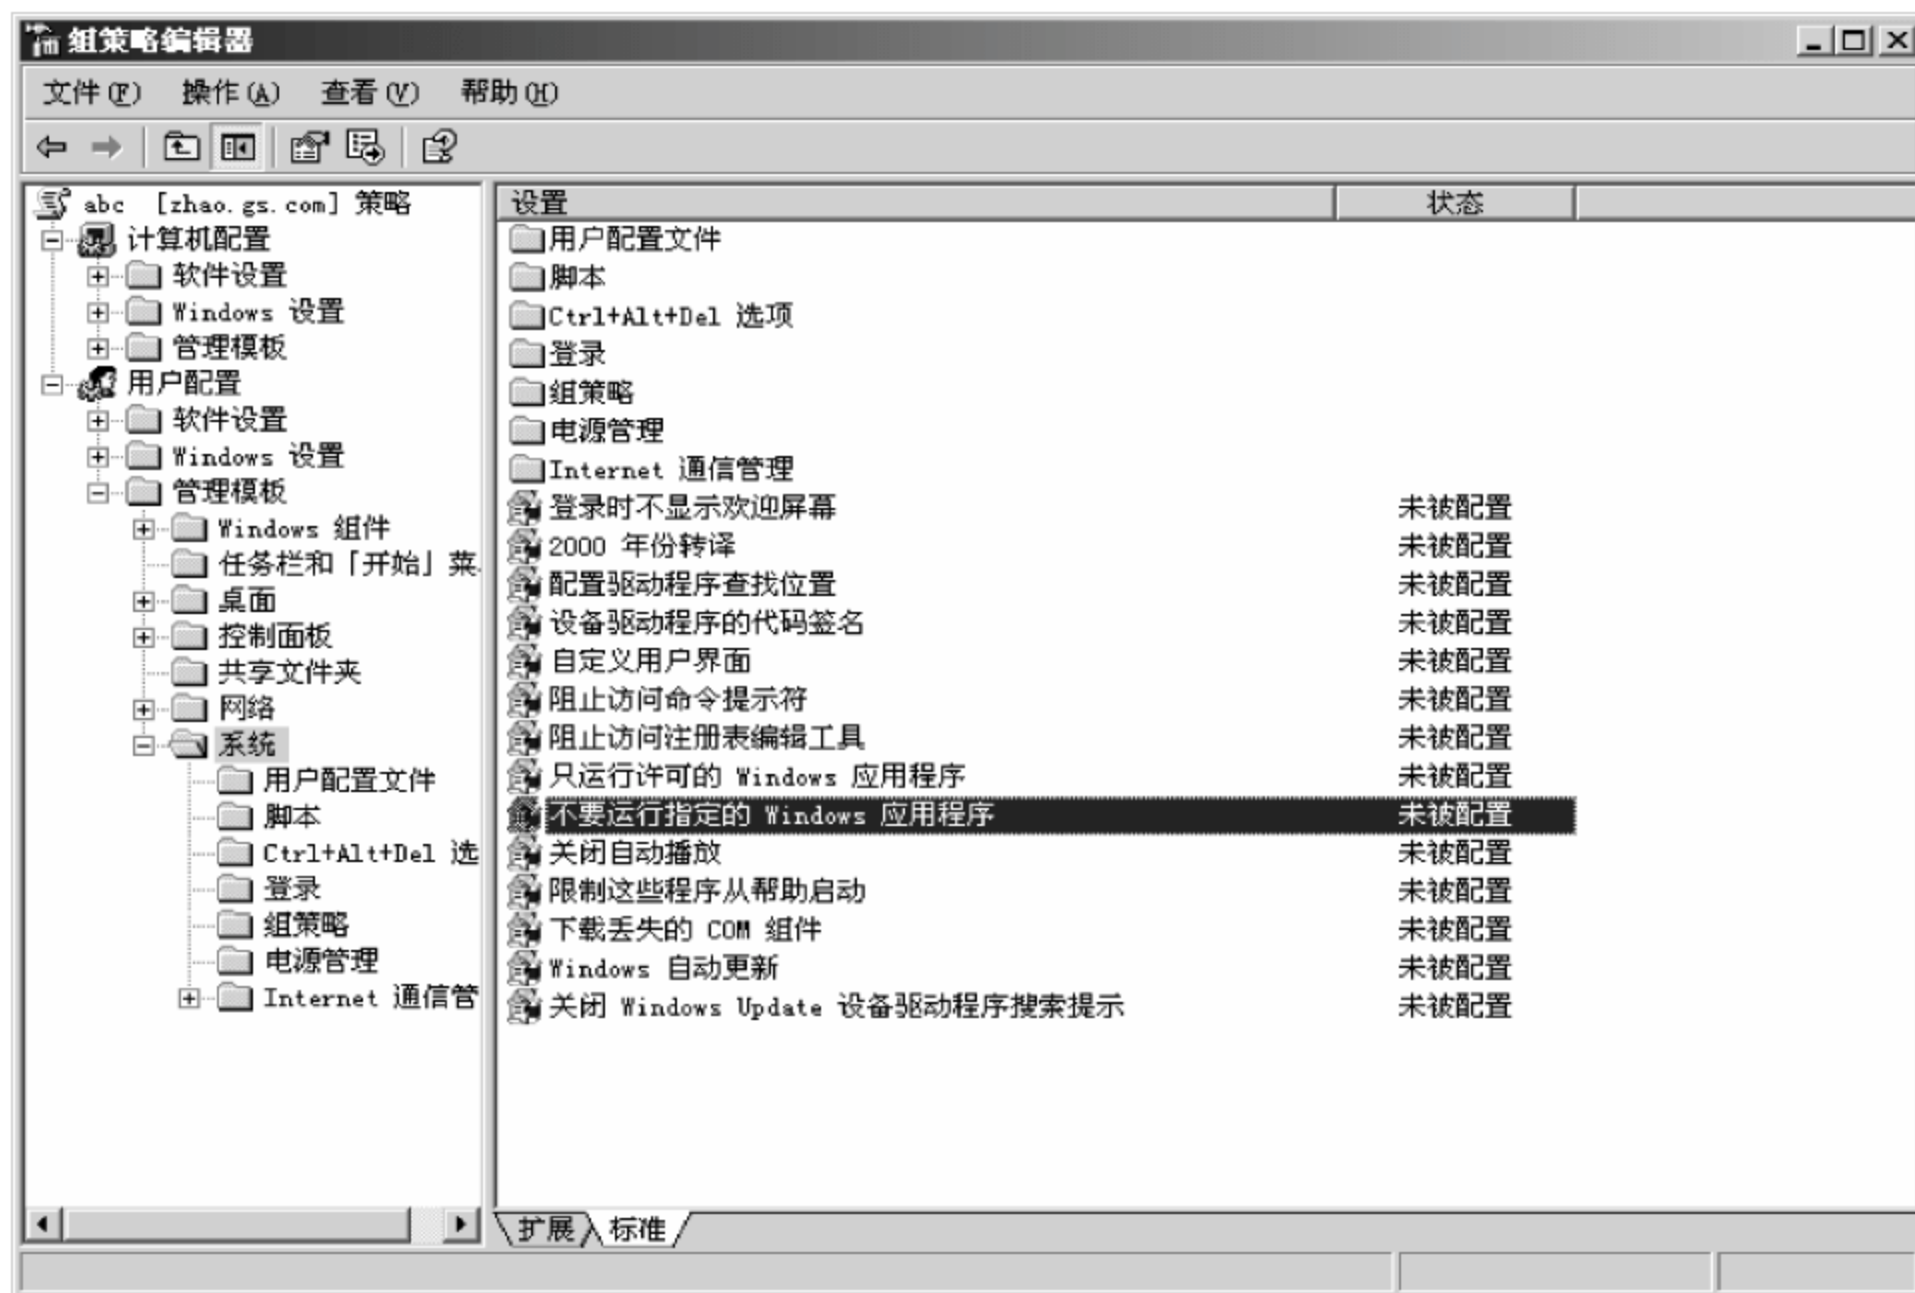 组策略编辑器
文件(F) 操作(A) 查看(V) 帮助(H)
abc [zhao.gs.com] 策略
计算机配置
软件设置
Windows 设置
管理模板
用户配置
软件设置
Windows 设置
管理模板
Windows 组件
任务栏和「开始」菜
桌面
控制面板
共享文件夹
网络
系统
用户配置文件
脚本
Ctrl+Alt+Del 选
登录
组策略
电源管理
Internet 通信管
设置 状态
用户配置文件
脚本
Ctrl+Alt+Del 选项
登录
组策略
电源管理
Internet 通信管理
登录时不显示欢迎屏幕 未被配置
2000 年份转译 未被配置
配置驱动程序查找位置 未被配置
设备驱动程序的代码签名 未被配置
自定义用户界面 未被配置
阻止访问命令提示符 未被配置
阻止访问注册表编辑工具 未被配置
只运行许可的 Windows 应用程序 未被配置
不要运行指定的 Windows 应用程序 未被配置
关闭自动播放 未被配置
限制这些程序从帮助启动 未被配置
下载丢失的 COM 组件 未被配置
Windows 自动更新 未被配置
关闭 Windows Update 设备驱动程序搜索提示 未被配置
扩展 标准